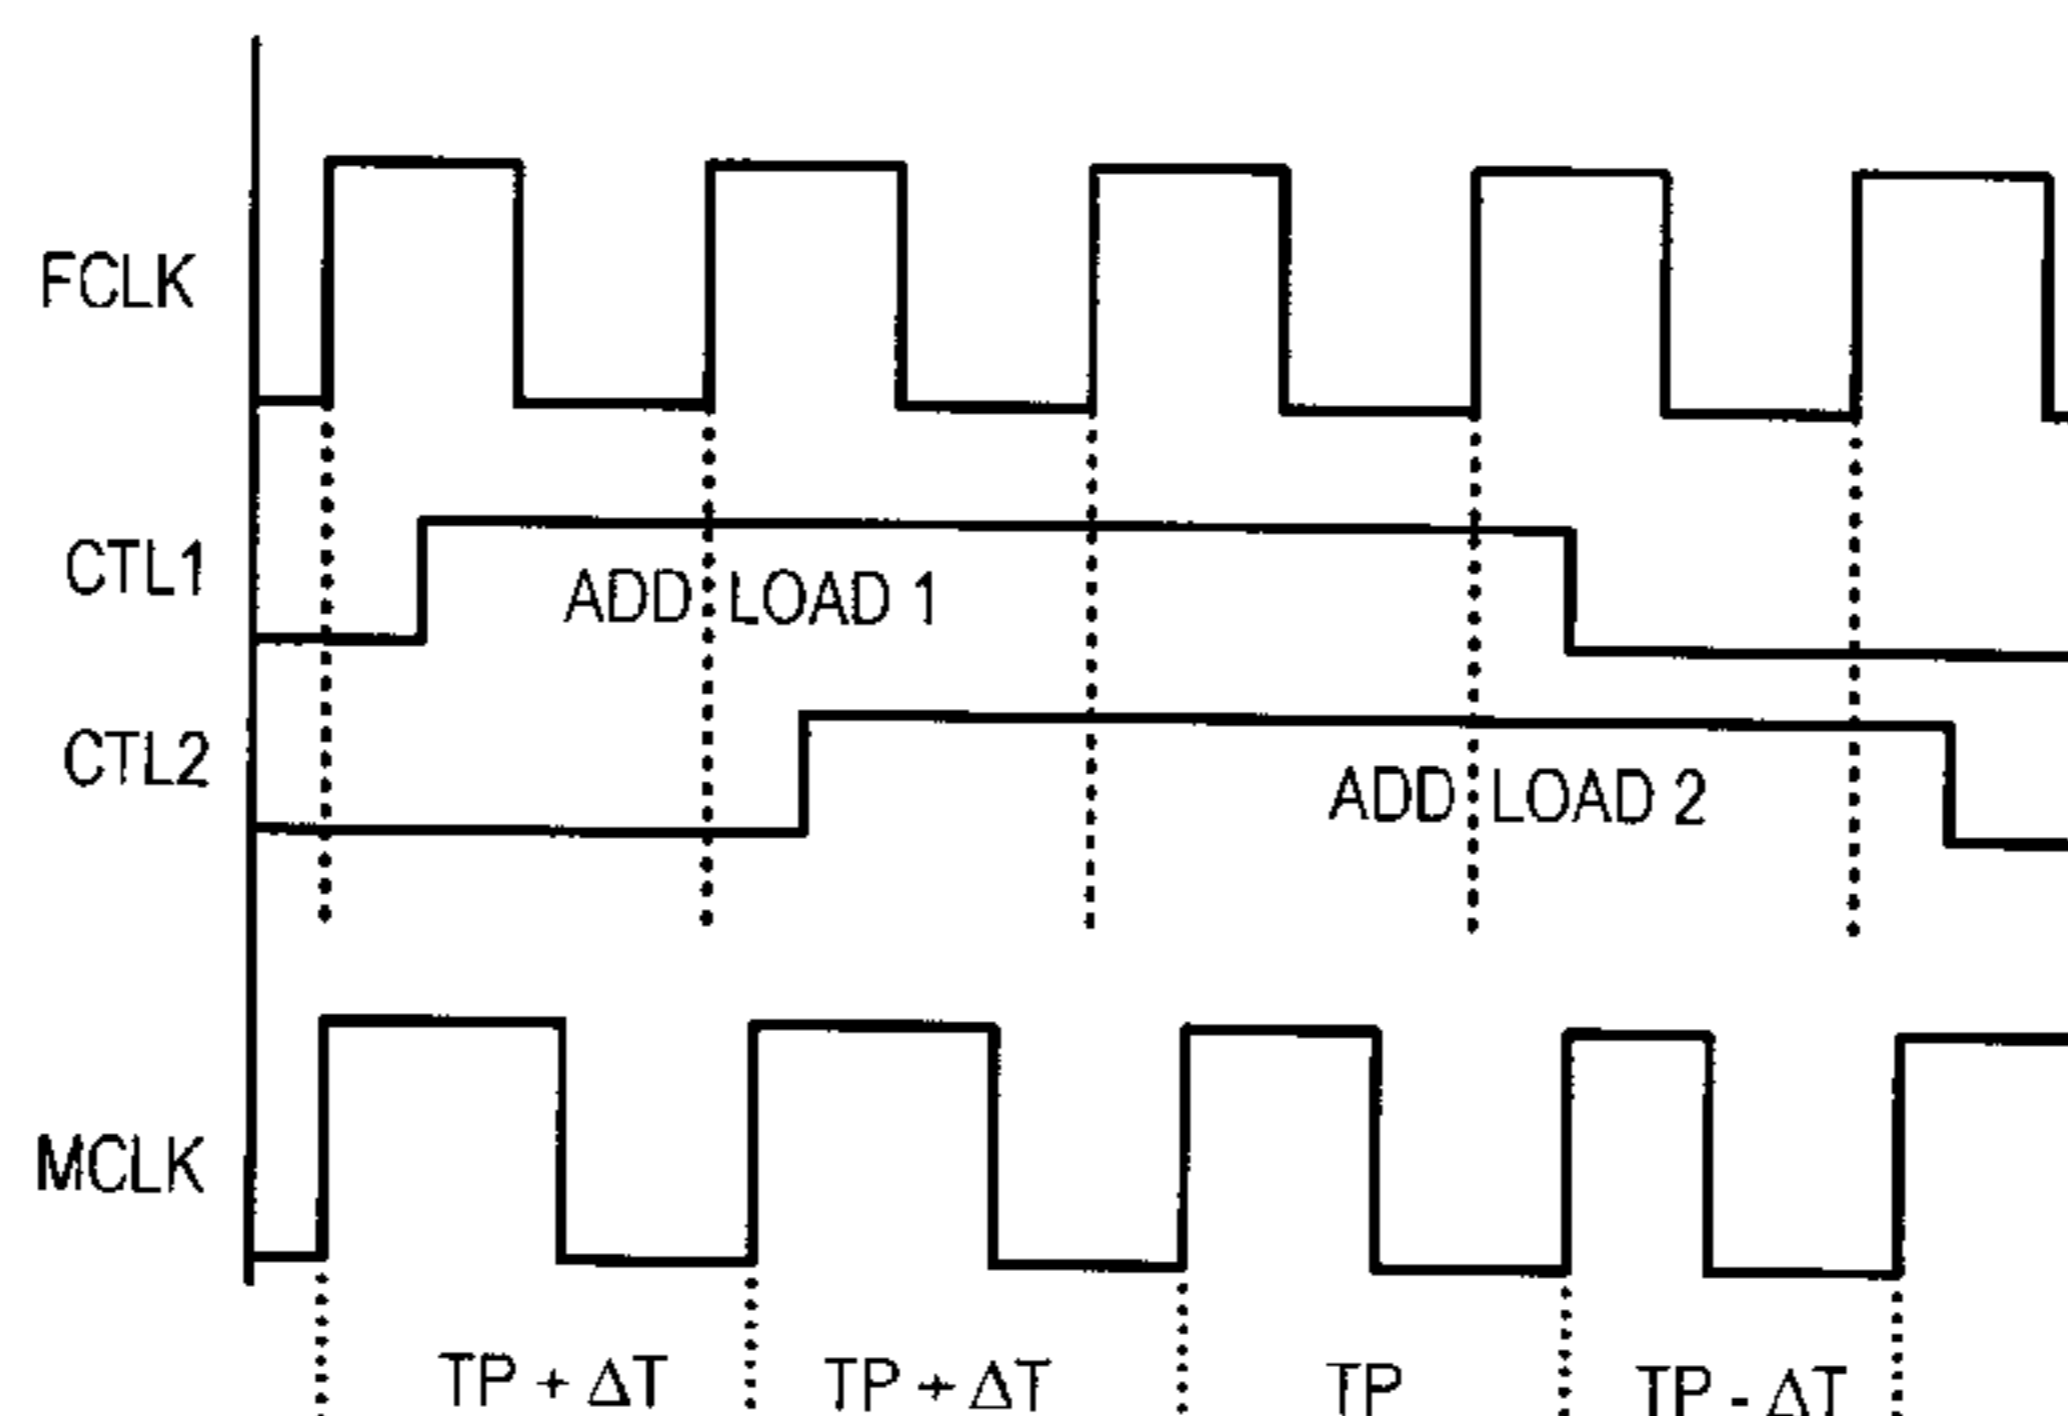 FCLK
CTL1
ADD LOAD 1
CTL2
ADD LOAD 2
MCLK
TP + ΔT TP + ΔT TP TP - ΔT